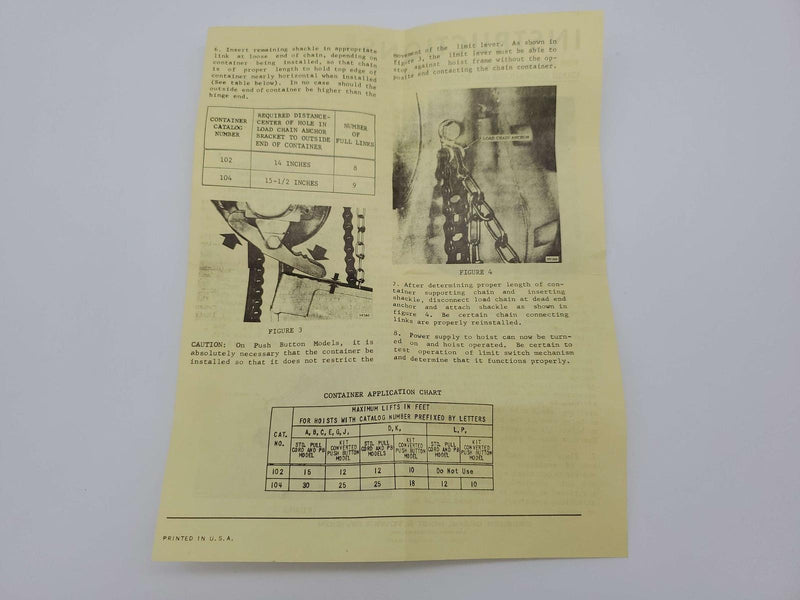 6. Insert remaining shackle in appropriate
link at loose end of chain, depending on
container being installed, so that chain
is of proper length to hold top edge of
container nearly horizontal when installed
(See table below). In no case should the
outside end of container be higher than the
hinge end.
CONTAINER CATALOG NUMBER | REQUIRED DISTANCE- CENTER OF HOLE IN LOAD CHAIN ANCHOR BRACKET TO OUTSIDE END OF CONTAINER | NUMBER OF FULL LINKS
102 14 INCHES 8
104 15-1/2 INCHES 9
FIGURE 3
CAUTION: On Push Button Models, it is
absolutely necessary that the container be
installed so that it does not restrict the
movement of the limit lever. As shown in
figure 3, the limit lever must be able to
stop against hoist frame without the op-
posite end contacting the chain container.
LOAD CHAIN ANCHOR
FIGURE 4
7. After determining proper length of con-
tainer supporting chain and inserting
shackle, disconnect load chain at dead end
anchor and attach shackle as shown in
figure 4. Be certain chain connecting
links are properly reinstalled.
8. Power supply to hoist can now be turn-
ed on and hoist operated. Be certain to
test operation of limit switch mechanism
and determine that it functions properly.
CONTAINER APPLICATION CHART
MAXIMUM LIFTS IN FEET
FOR HOISTS WITH CATALOG NUMBER PREFIXED BY LETTERS
CAT. NO. A, B, C, E, G, J, D, K, L, P,
STD. PULL CORD AND PB MODEL | KIT CONVERTED PUSH BUTTON MODEL | STD. PULL CORD AND PB MODELS | KIT CONVERTED PUSH BUTTON MODEL | STD. PULL CORD AND PB MODEL | KIT CONVERTED PUSH BUTTON MODEL
102 15 12 12 10 Do Not Use
104 30 25 25 18 12 10
PRINTED IN U.S.A.